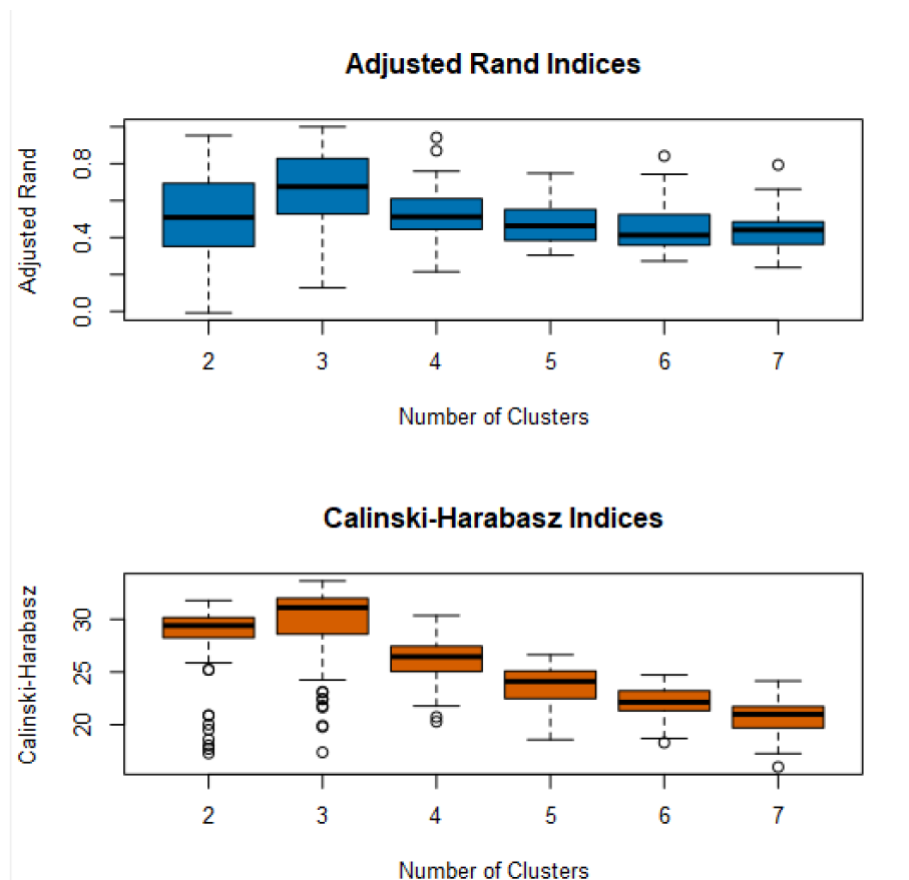 Adjusted Rand Indices
Adjusted Rand
0.8
0.4
0.0
2 3 4 5 6 7
Number of Clusters
Calinski-Harabasz Indices
Calinski-Harabasz
30
25
20
2 3 4 5 6 7
Number of Clusters